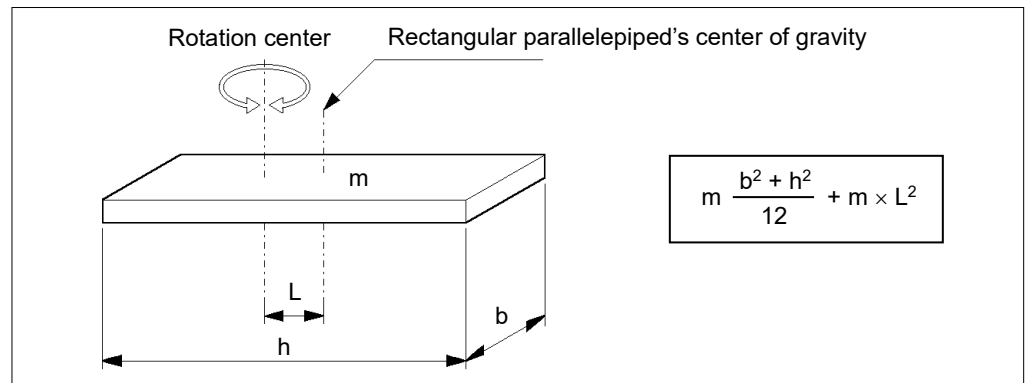 Rotation center
Rectangular parallelepiped's center of gravity
m
m (b² + h²)/12 + m × L²
L
b
h